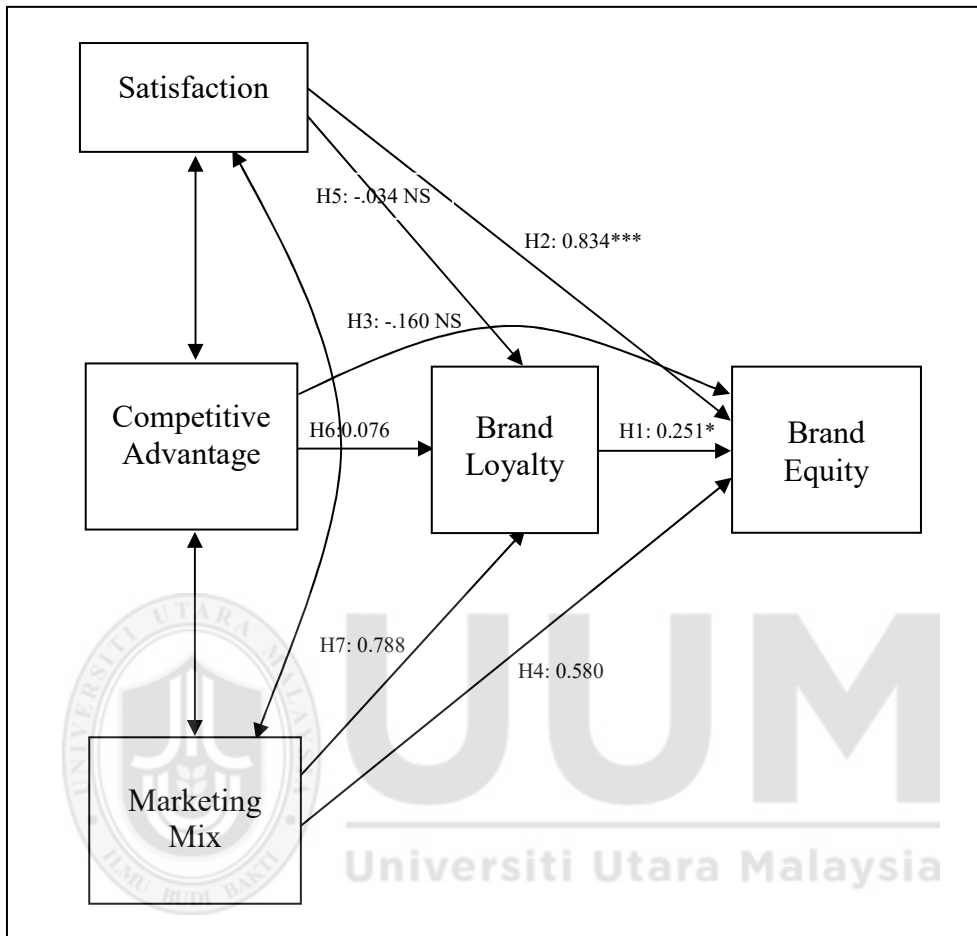 Satisfaction
H5: -.034 NS
H2: 0.834***
H3: -.160 NS
Competitive
Advantage
H6:0.076
Brand
Loyalty
H1: 0.251*
Brand
Equity
H7: 0.788
H4: 0.580
Marketing
Mix
UNIVERSITI UTARA MALAYSIA
ILMU BUDI BAKTI
UUM
Universiti Utara Malaysia